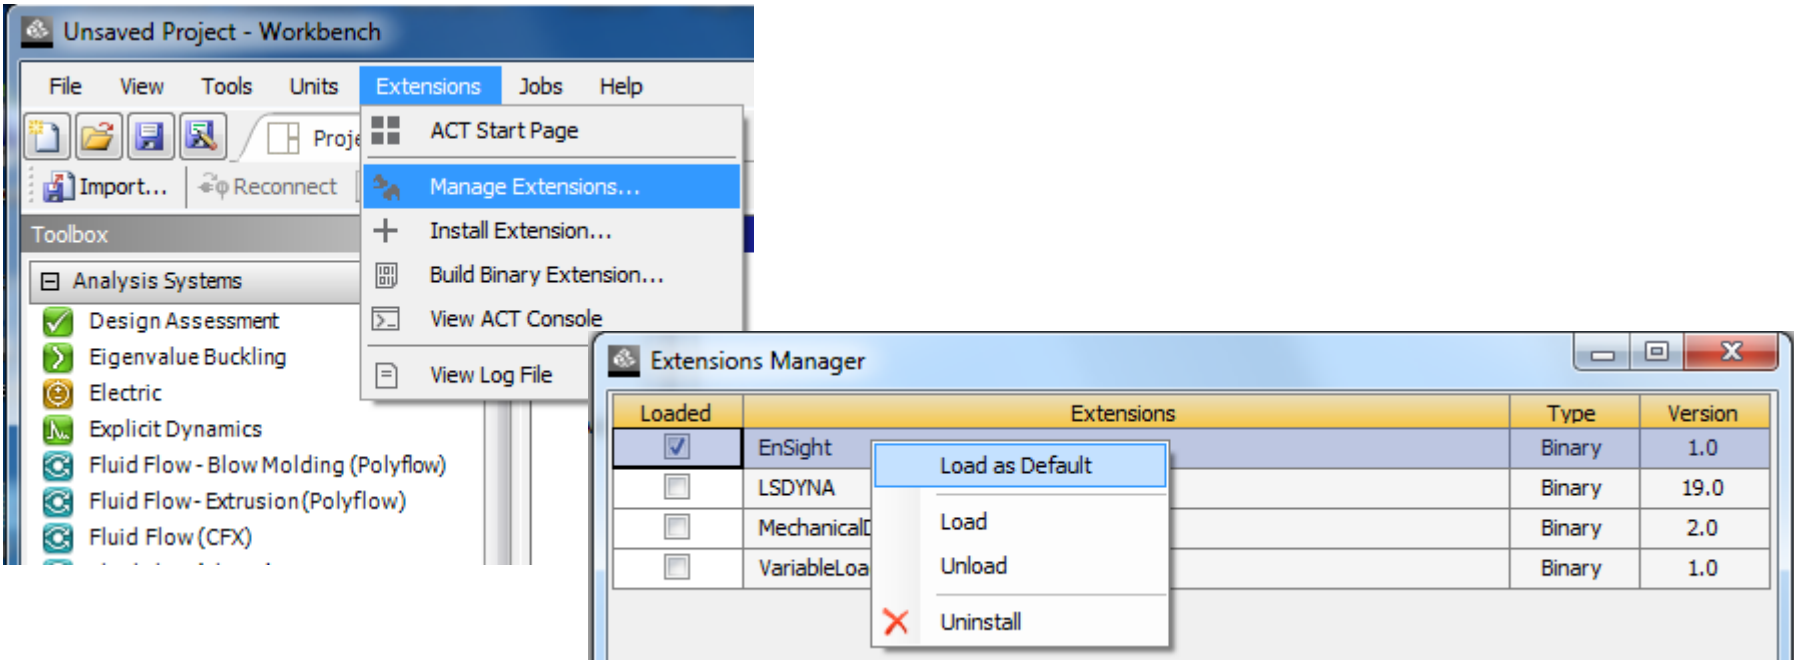 Unsaved Project - Workbench
File View Tools Units Extensions Jobs Help
ACT Start Page
Import... Reconnect
Manage Extensions...
Toolbox
Install Extension...
Analysis Systems
Build Binary Extension...
Design Assessment
View ACT Console
Eigenvalue Buckling
View Log File
Electric
Explicit Dynamics
Fluid Flow - Blow Molding (Polyflow)
Fluid Flow - Extrusion (Polyflow)
Fluid Flow (CFX)
Extensions Manager
Loaded Extensions Type Version
EnSight Binary 1.0
Load as Default
LSDYNA Binary 19.0
Load
Binary 2.0
Unload
Binary 1.0
Uninstall